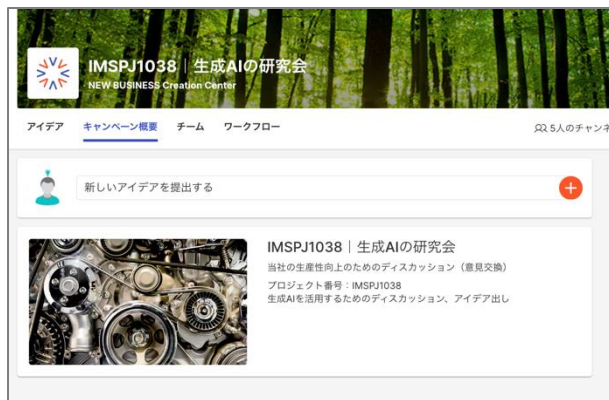 IMSPJ1038｜生成AIの研究会
NEW BUSINESS Creation Center
アイデア キャンペーン概要 チーム ワークフロー 5人のチャンネ
新しいアイデアを提出する
IMSPJ1038｜生成AIの研究会
当社の生産性向上のためのディスカッション（意見交換）
プロジェクト番号：IMSPJ1038
生成AIを活用するためのディスカッション、アイデア出し